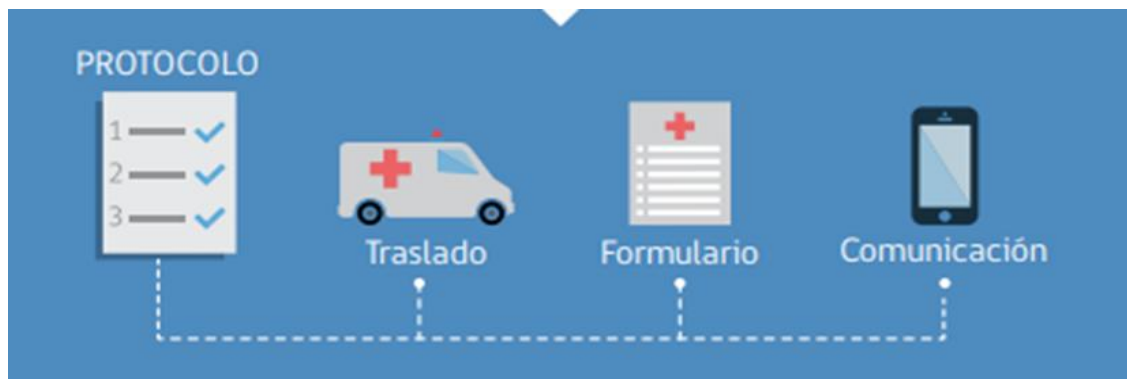 PROTOCOLO
1
2
3
Traslado
Formulario
Comunicación